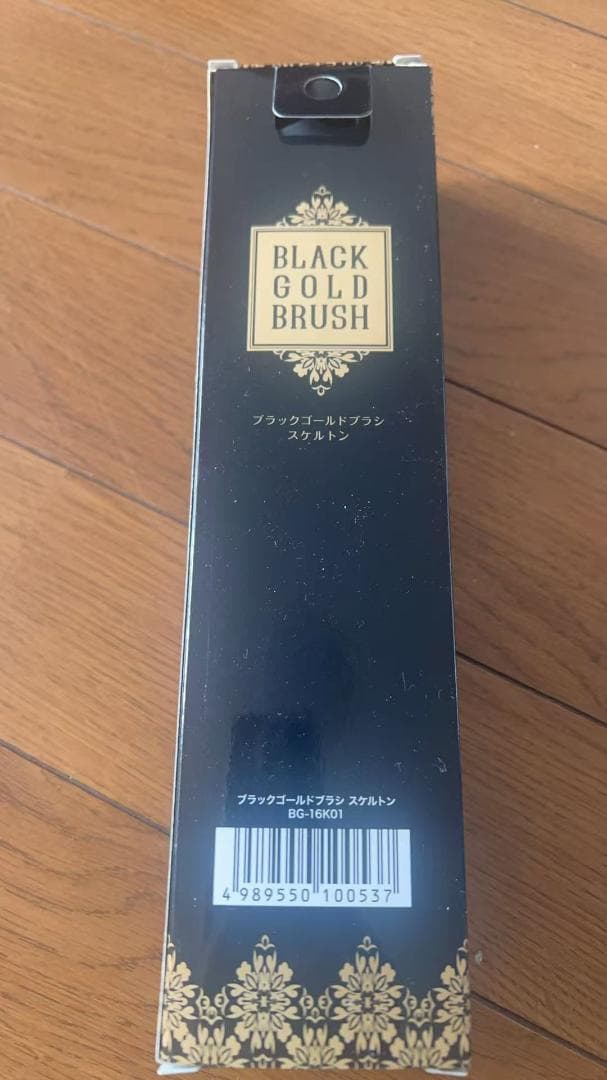 BLACK
GOLD
BRUSH
ブラックゴールドブラシ
スケルトン
ブラックゴールドブラシ スケルトン
BG-16K01
4 989550 100537